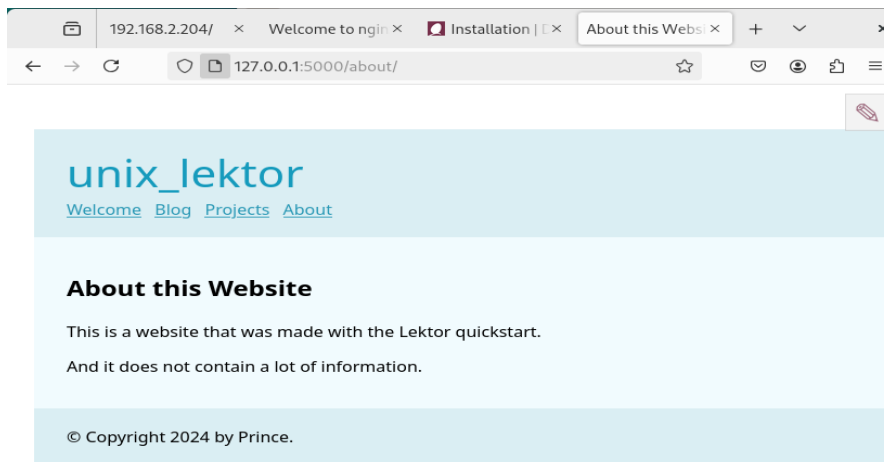 192.168.2.204/ Welcome to ngin Installation | D About this Websi
127.0.0.1:5000/about/
unix_lektor
Welcome Blog Projects About
About this Website
This is a website that was made with the Lektor quickstart.
And it does not contain a lot of information.
© Copyright 2024 by Prince.